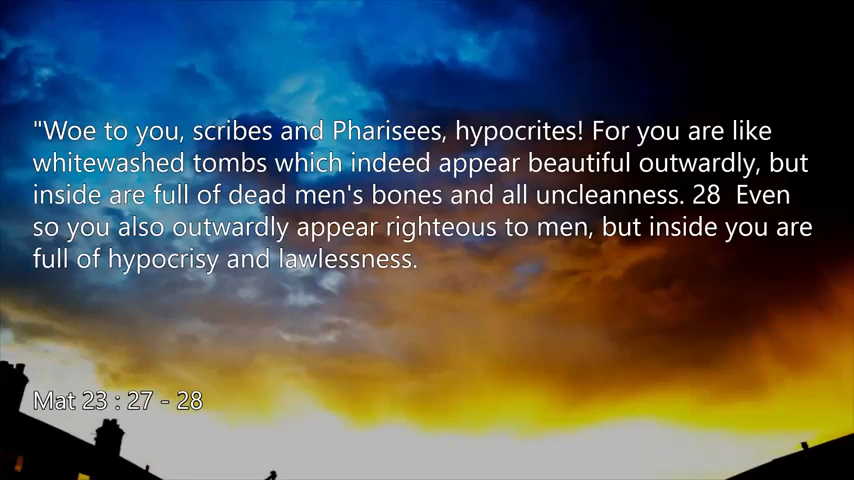 "Woe to you, scribes and Pharisees, hypocrites! For you are like
whitewashed tombs which indeed appear beautiful outwardly, but
inside are full of dead men's bones and all uncleanness. 28  Even
so you also outwardly appear righteous to men, but inside you are
full of hypocrisy and lawlessness.
Mat 23 : 27 - 28